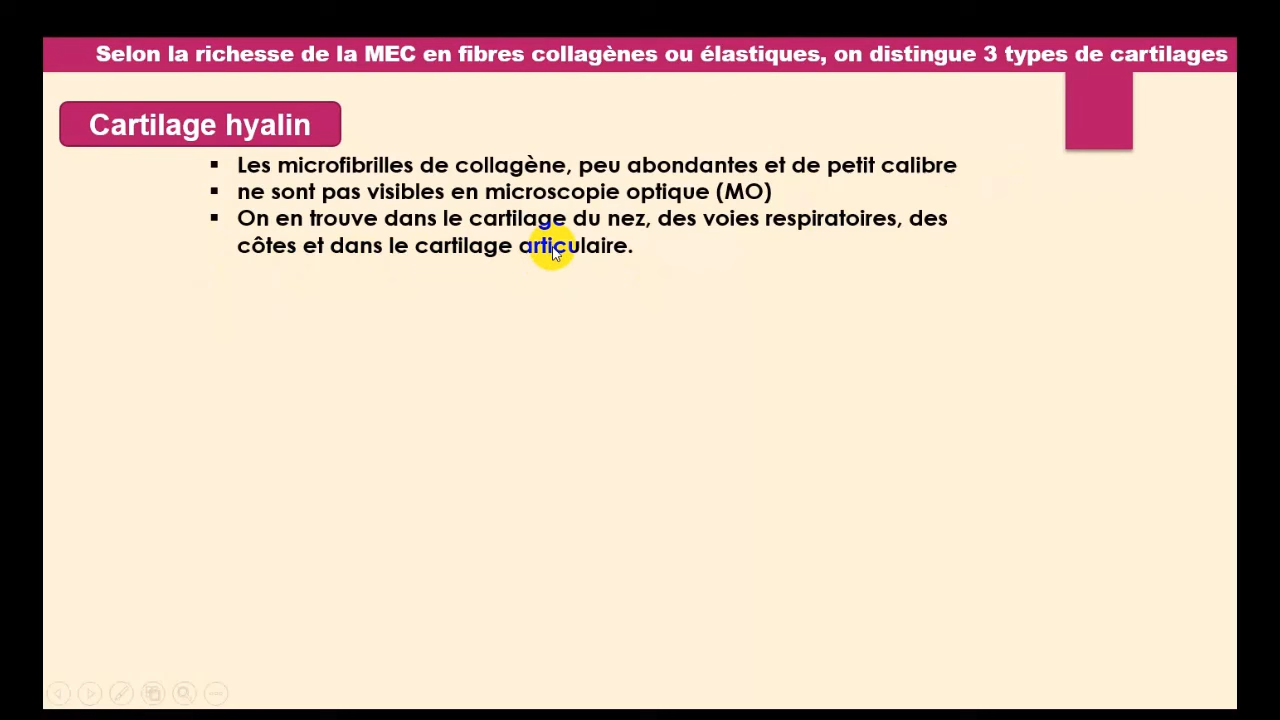 Selon la richesse de la MEC en fibres collagènes ou élastiques, on distingue 3 types de cartilages
Cartilage hyalin
▪ Les microfibrilles de collagène, peu abondantes et de petit calibre
▪ ne sont pas visibles en microscopie optique (MO)
▪ On en trouve dans le cartilage du nez, des voies respiratoires, des
côtes et dans le cartilage articulaire.